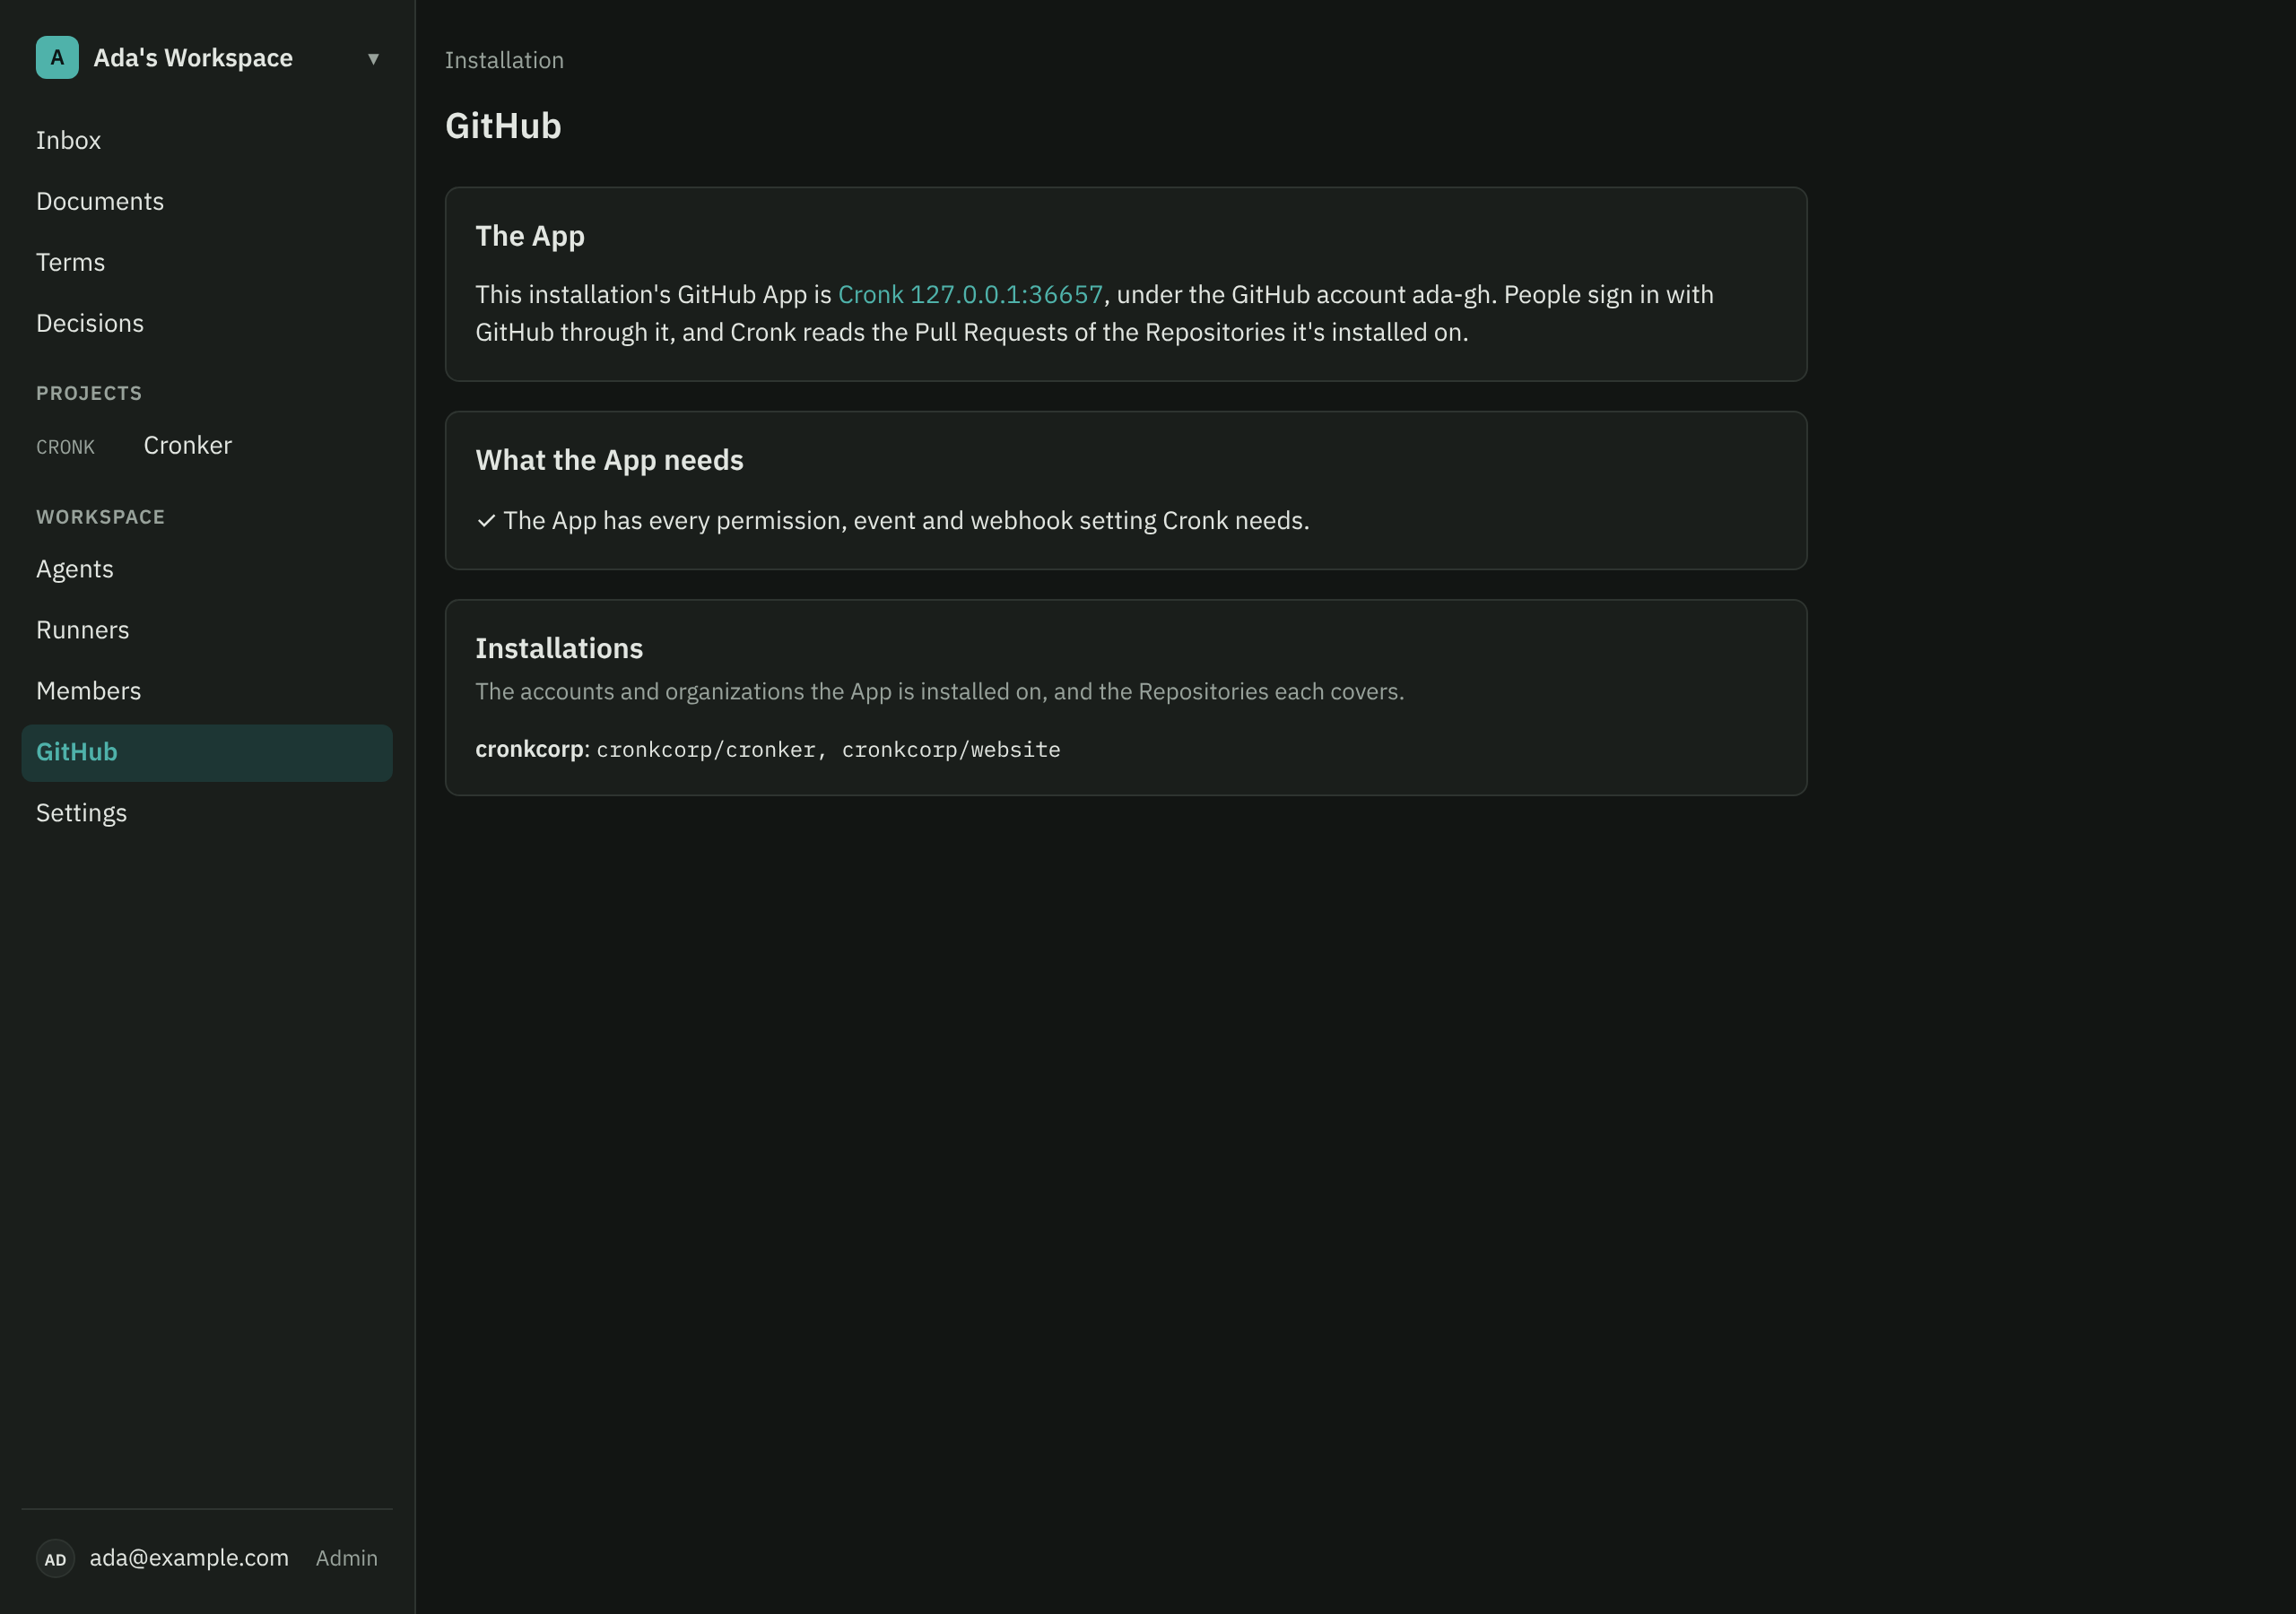 A Ada's Workspace ▼
Inbox
Documents
Terms
Decisions
PROJECTS
CRONK Cronker
WORKSPACE
Agents
Runners
Members
GitHub
Settings
AD ada@example.com Admin
Installation
GitHub
The App
This installation's GitHub App is Cronk 127.0.0.1:36657, under the GitHub account ada-gh. People sign in with
GitHub through it, and Cronk reads the Pull Requests of the Repositories it's installed on.
What the App needs
✓ The App has every permission, event and webhook setting Cronk needs.
Installations
The accounts and organizations the App is installed on, and the Repositories each covers.
cronkcorp: cronkcorp/cronker, cronkcorp/website